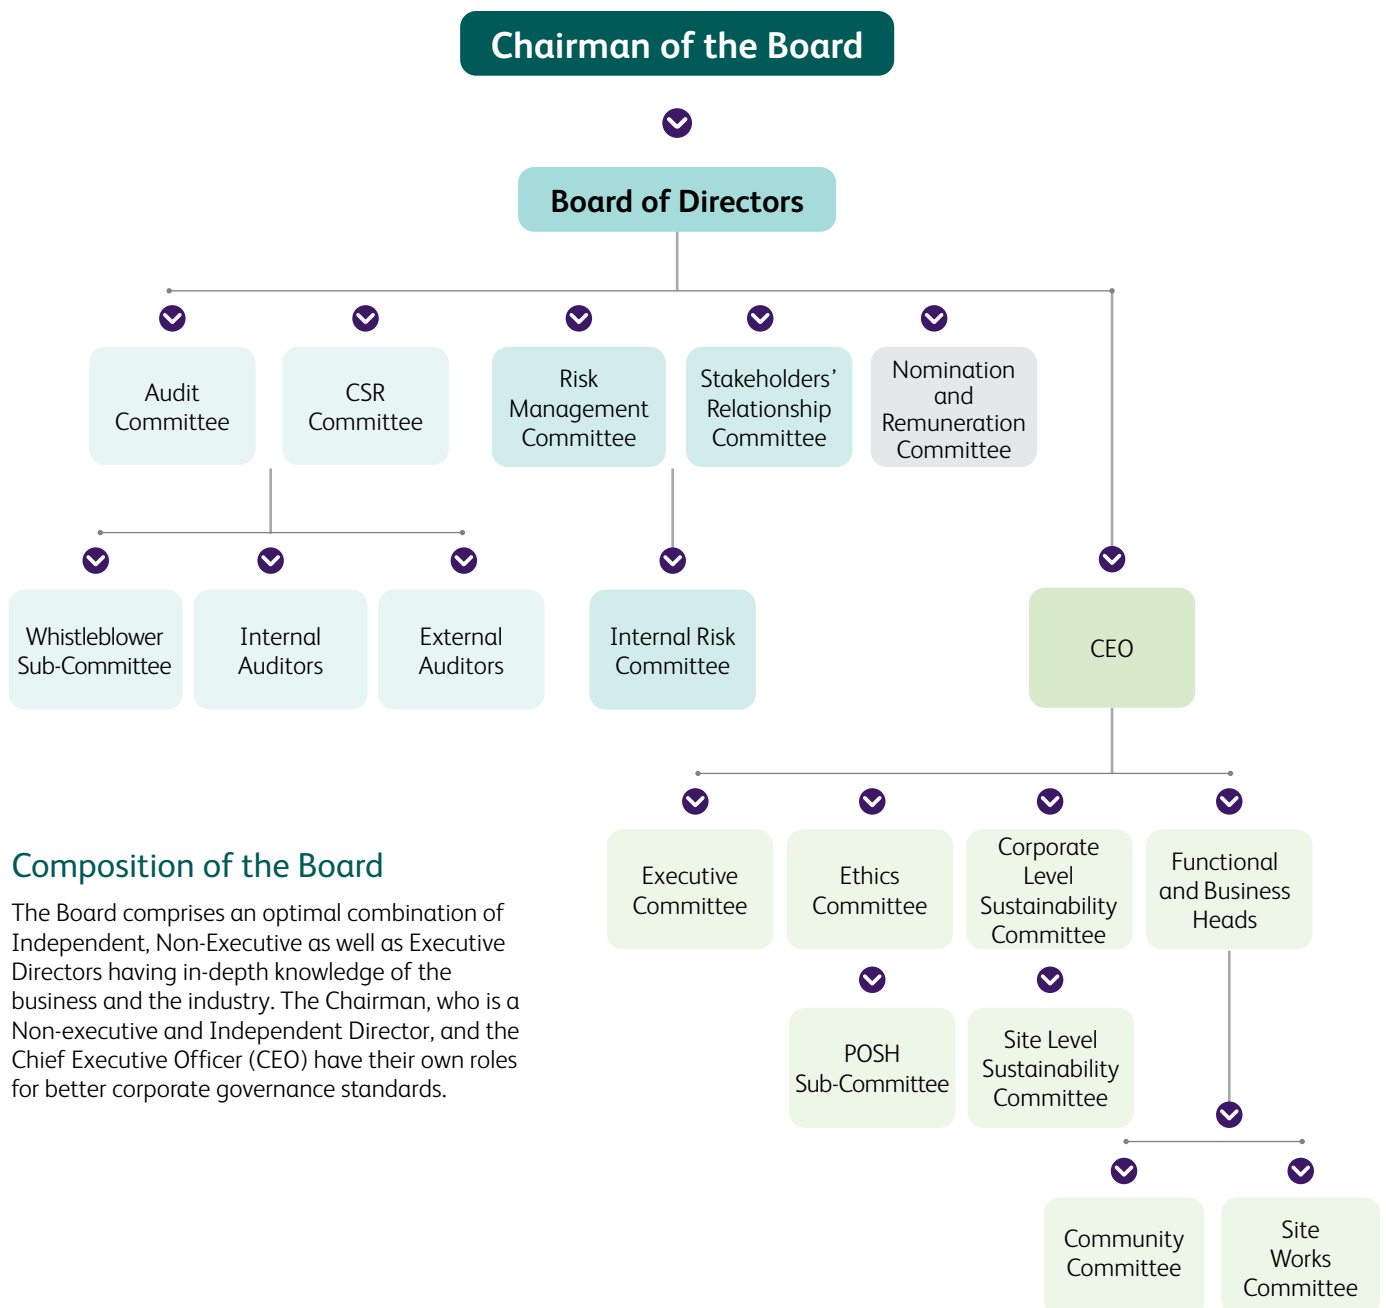 Chairman of the Board
Board of Directors
Audit
Committee
CSR
Committee
Risk
Management
Committee
Stakeholders’
Relationship
Committee
Nomination
and
Remuneration
Committee
Whistleblower
Sub-Committee
Internal
Auditors
External
Auditors
Internal Risk
Committee
CEO
Executive
Committee
Ethics
Committee
Corporate
Level
Sustainability
Committee
Functional
and Business
Heads
POSH
Sub-Committee
Site Level
Sustainability
Committee
Community
Committee
Site
Works
Committee
Composition of the Board
The Board comprises an optimal combination of
Independent, Non-Executive as well as Executive
Directors having in-depth knowledge of the
business and the industry. The Chairman, who is a
Non-executive and Independent Director, and the
Chief Executive Officer (CEO) have their own roles
for better corporate governance standards.